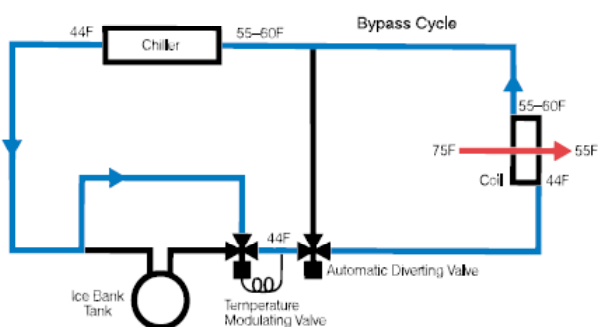 Bypass Cycle
44F
Chiller
55–60F
55–60F
75F
55F
Coil
44F
44F
Automatic Diverting Valve
Ice Bank
Tank
Temperature
Modulating Valve